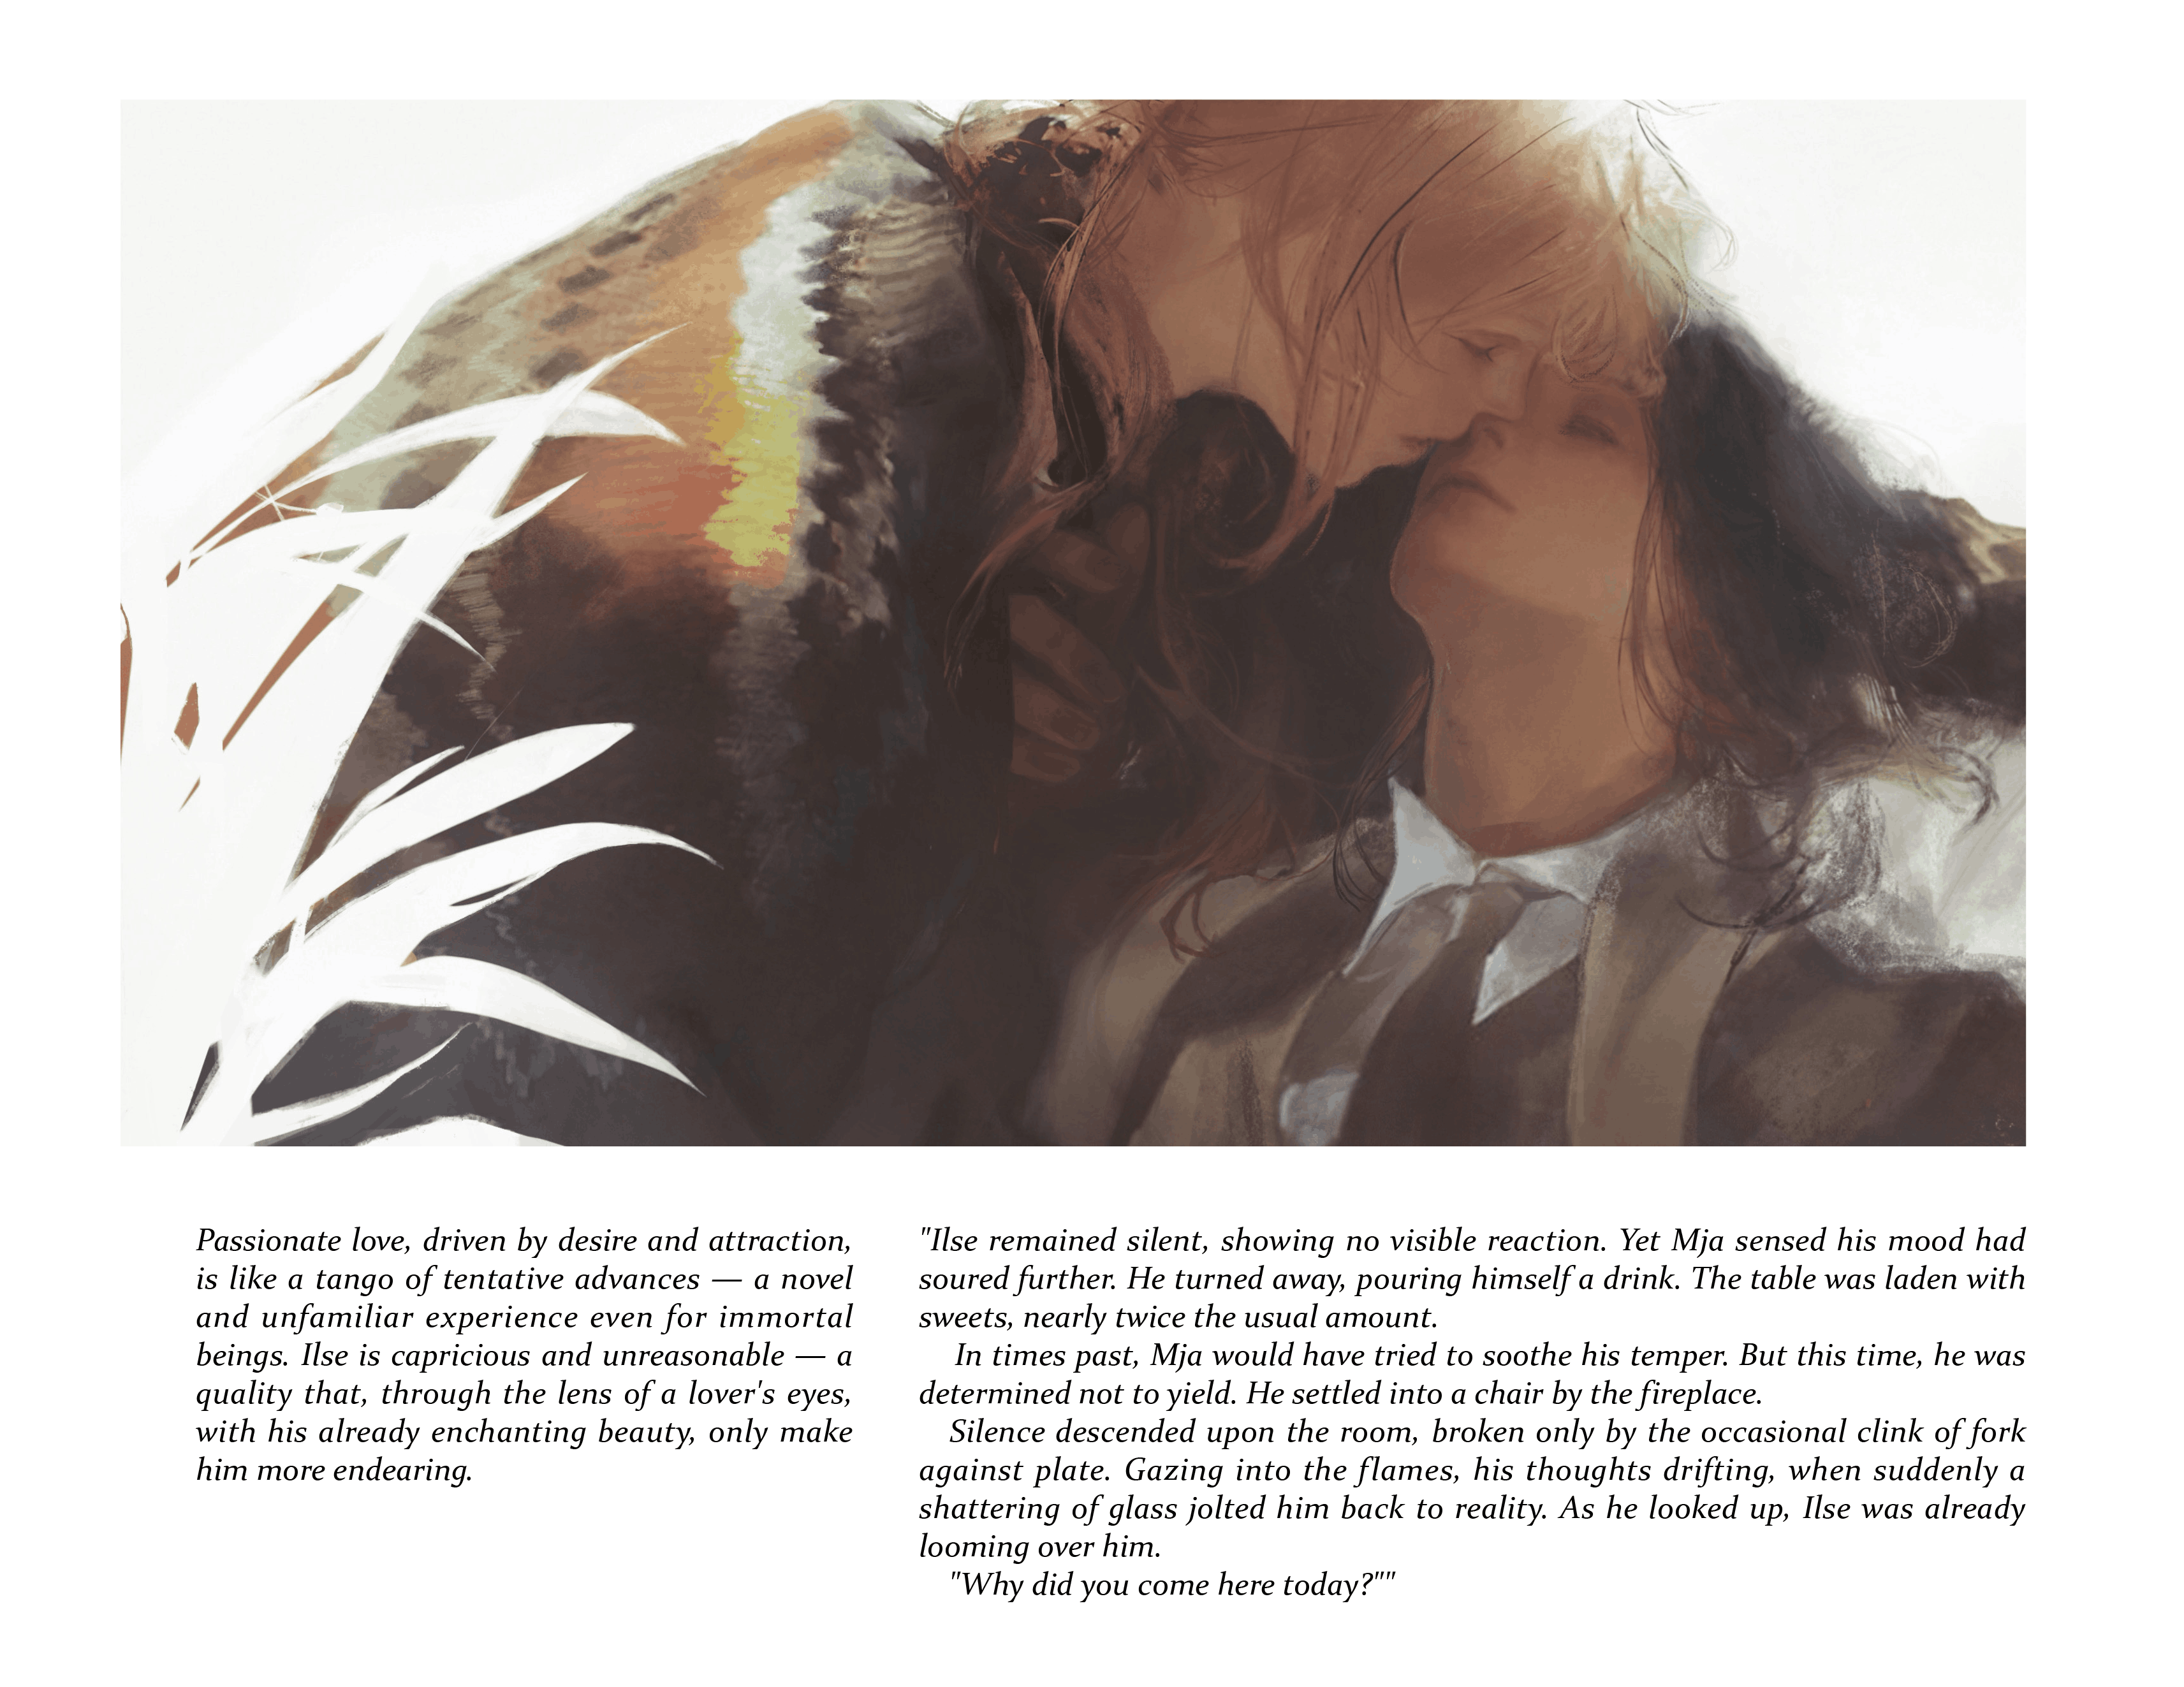 Passionate love, driven by desire and attraction,
is like a tango of tentative advances — a novel
and unfamiliar experience even for immortal
beings. Ilse is capricious and unreasonable — a
quality that, through the lens of a lover's eyes,
with his already enchanting beauty, only make
him more endearing.
"Ilse remained silent, showing no visible reaction. Yet Mja sensed his mood had
soured further. He turned away, pouring himself a drink. The table was laden with
sweets, nearly twice the usual amount.
In times past, Mja would have tried to soothe his temper. But this time, he was
determined not to yield. He settled into a chair by the fireplace.
Silence descended upon the room, broken only by the occasional clink of fork
against plate. Gazing into the flames, his thoughts drifting, when suddenly a
shattering of glass jolted him back to reality. As he looked up, Ilse was already
looming over him.
"Why did you come here today?""